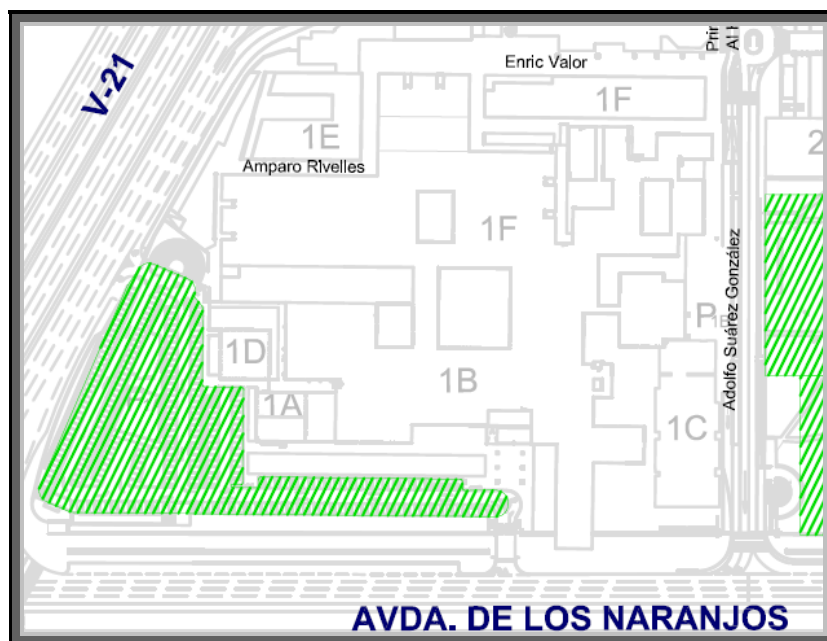 V-21
Enric Valor
1F
1E
Amparo Rivelles
2
1F
Adolfo Suárez González
1D
1B
1A
1C
AVDA. DE LOS NARANJOS